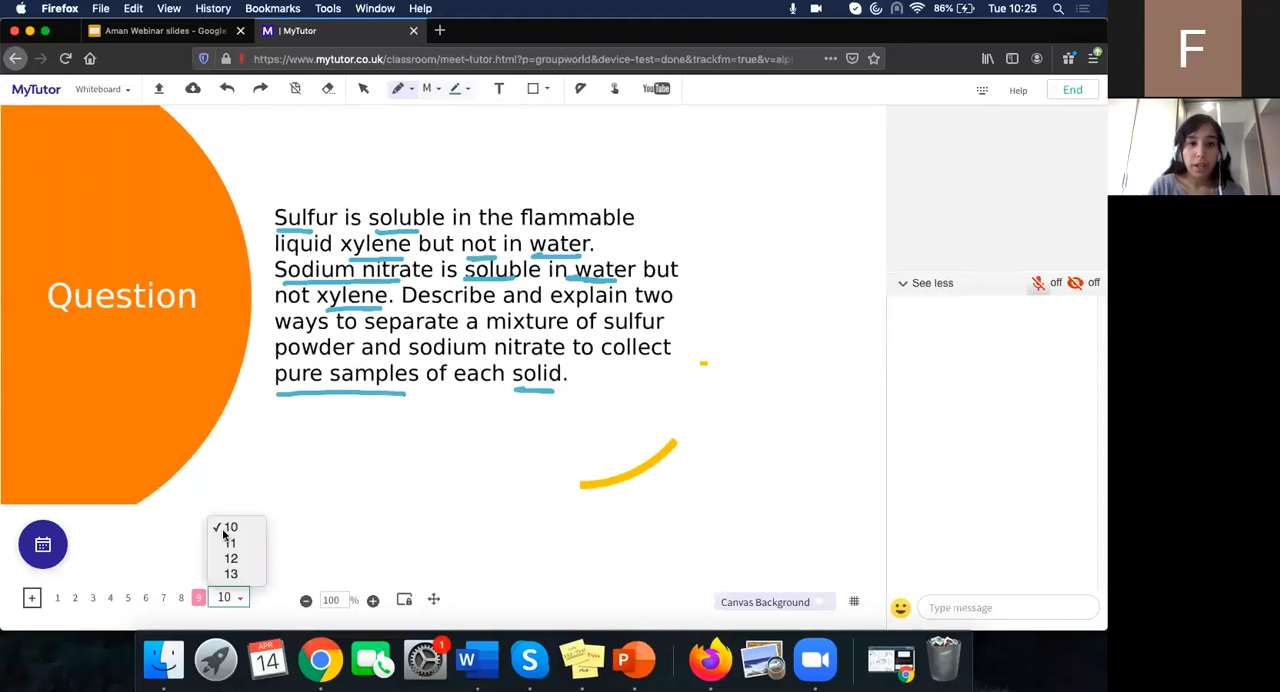 Firefox File Edit View History Bookmarks Tools Window Help 86% Tue 10:25
Aman Webinar slides - Google M | MyTutor
https://www.mytutor.co.uk/classroom/meet-tutor.html?p=groupworld&device-test=done&trackfm=true&v=alp
MyTutor Whiteboard M T YouTube Help End
F
Question
Sulfur is soluble in the flammable
liquid xylene but not in water.
Sodium nitrate is soluble in water but
not xylene. Describe and explain two
ways to separate a mixture of sulfur
powder and sodium nitrate to collect
pure samples of each solid.
See less off off
✓ 10
11
12
13
1 2 3 4 5 6 7 8 9 10 100 % Canvas Background Type message
APR
14
1
W S P